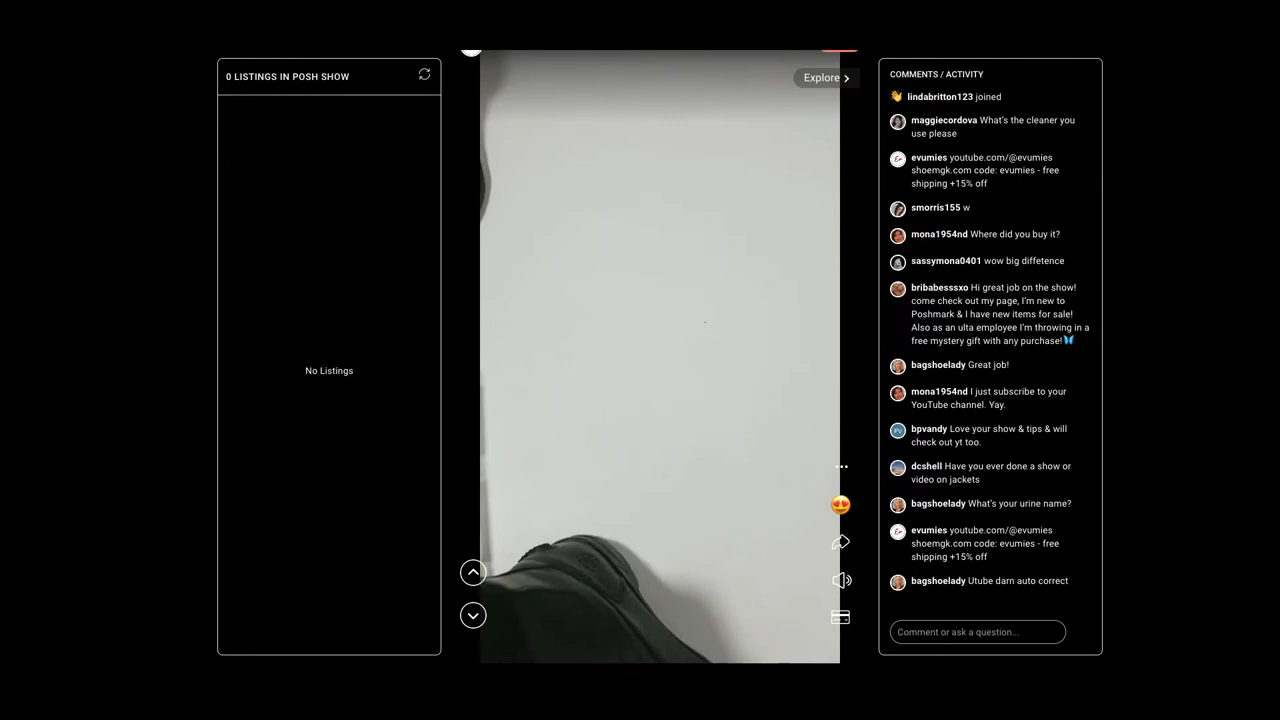 0 LISTINGS IN POSH SHOW
No Listings
Explore
COMMENTS / ACTIVITY
👋 lindabritton123 joined
maggiecordova What's the cleaner you
use please
evumies youtube.com/@evumies
shoemgk.com code: evumies - free
shipping +15% off
smorris155 w
mona1954nd Where did you buy it?
sassymona0401 wow big diffetence
bribabesssxo Hi great job on the show!
come check out my page, I'm new to
Poshmark & I have new items for sale!
Also as an ulta employee I'm throwing in a
free mystery gift with any purchase!🦋
bagshoelady Great job!
mona1954nd I just subscribe to your
YouTube channel. Yay.
PV
bpvandy Love your show & tips & will
check out yt too.
dcshell Have you ever done a show or
video on jackets
bagshoelady What's your urine name?
evumies youtube.com/@evumies
shoemgk.com code: evumies - free
shipping +15% off
bagshoelady Utube darn auto correct
Comment or ask a question...